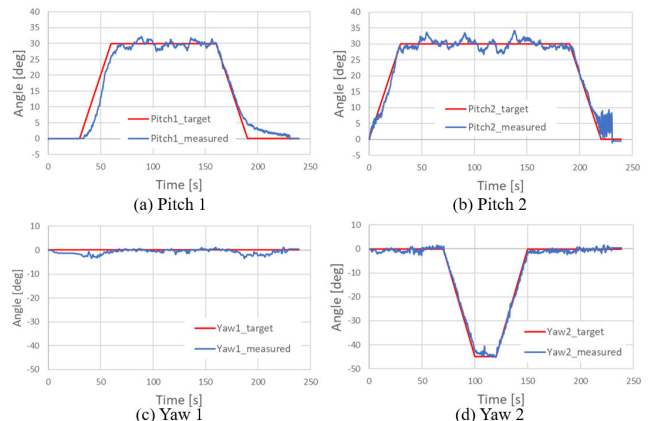 40
35
30
25
20
15
10
5
0
-5
Angle [deg]
Pitch1_target
Pitch1_measured
0 50 100 150 200 250
Time [s]
(a) Pitch 1
40
35
30
25
20
15
10
5
0
-5
Angle [deg]
Pitch2_target
Pitch2_measured
0 50 100 150 200 250
Time [s]
(b) Pitch 2
10
0
-10
-20
-30
-40
-50
Angle [deg]
Yaw1_target
Yaw1_measured
0 50 100 150 200 250
Time [s]
(c) Yaw 1
10
0
-10
-20
-30
-40
-50
Angle [deg]
Yaw2_target
Yaw2_measured
0 50 100 150 200 250
Time [s]
(d) Yaw 2